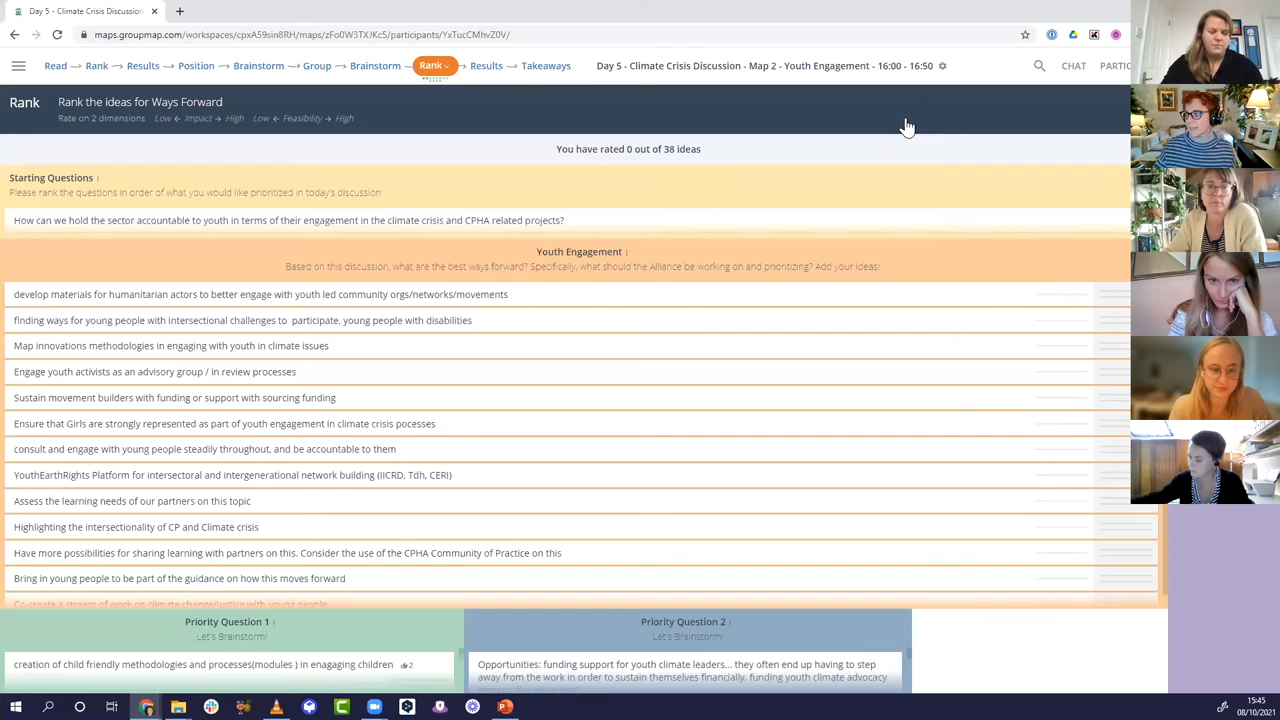 Day 5 - Climate Crisis Discussion
maps.groupmap.com/workspaces/cpxA59sin8RH/maps/zFo0W3TXJKc5/participants/YxTucCMhvZ0V/
Read → Rank → Results → Position → Brainstorm → Group → Brainstorm → Rank → Results → Takeaways
Day 5 - Climate Crisis Discussion - Map 2 - Youth Engagement - 16:00 - 16:50
CHAT
PARTIC
Rank
Rank the ideas for Ways Forward
Rate on 2 dimensions Low ← Impact → High Low ← Feasibility → High
You have rated 0 out of 38 ideas
Starting Questions
Please rank the questions in order of what you would like prioritized in today's discussion
How can we hold the sector accountable to youth in terms of their engagement in the climate crisis and CPHA related projects?
Youth Engagement
Based on this discussion, what are the best ways forward? Specifically, what should the Alliance be working on and prioritizing? Add your ideas!
develop materials for humanitarian actors to better engage with youth led community orgs/networks/movements
finding ways for young people with intersectional challenges to participate, young people with disabilities
Map innovations methodologies in engaging with youth in climate issues
Engage youth activists as an advisory group / in review processes
Sustain movement builders with funding or support with sourcing funding
Ensure that Girls are strongly represented as part of youth engagement in climate crisis pocesses
consult and engage with young people steadily throughout, and be accountable to them
YouthEarthRights Platform for intersectoral and intergenerational network building (IICRD, Tdh, CERI)
Assess the learning needs of our partners on this topic
Highlighting the intersectionality of CP and Climate crisis
Have more possibilities for sharing learning with partners on this. Consider the use of the CPHA Community of Practice on this
Bring in young people to be part of the guidance on how this moves forward
Co-create a stream of work on climate change/justice with young people
Priority Question 1
Let's Brainstorm!
creation of child friendly methodologies and processes(modules ) in enagaging children 2
Priority Question 2
Let's Brainstorm!
Opportunities: funding support for youth climate leaders... they often end up having to step
away from the work in order to sustain themselves financially. funding youth climate advocacy
15:45
08/10/2021